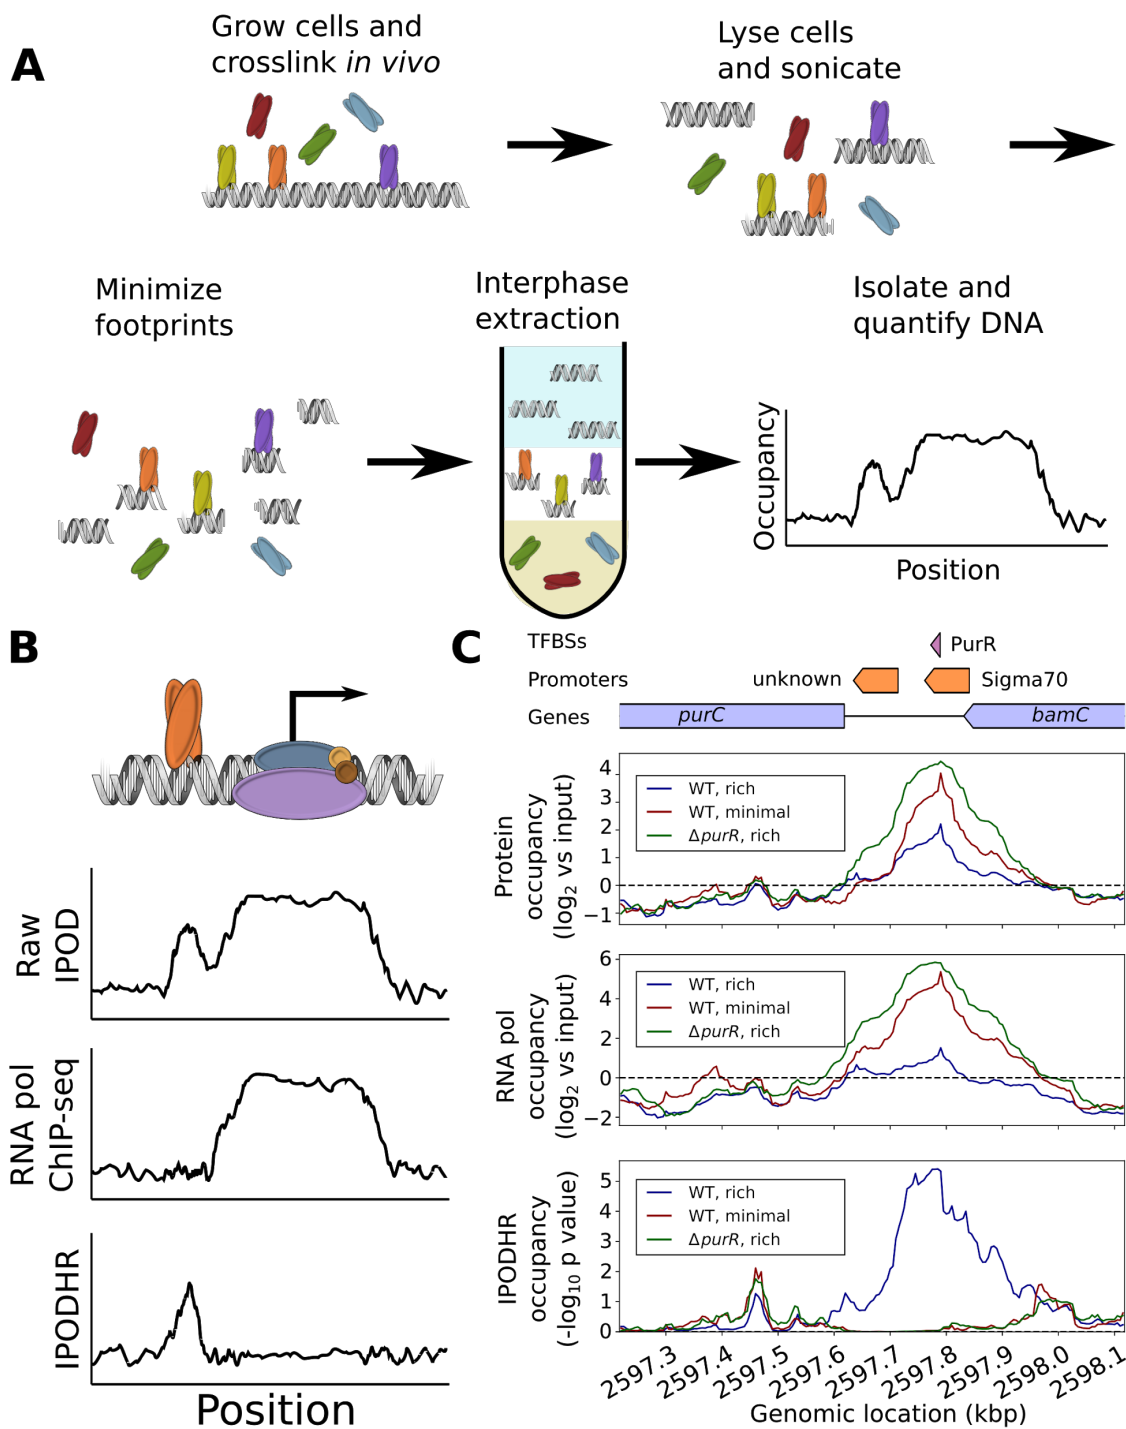 A
Grow cells and
crosslink in vivo
Lyse cells
and sonicate
Minimize
footprints
Interphase
extraction
Isolate and
quantify DNA
Occupancy
Position
B
Raw
IPOD
RNA pol
ChIP-seq
IPODHR
Position
C
TFBSs
PurR
Promoters
unknown
Sigma70
Genes
purC
bamC
Protein
occupancy
(log2 vs input)
4
3
2
1
0
−1
WT, rich
WT, minimal
ΔpurR, rich
RNA pol
occupancy
(log2 vs input)
6
4
2
0
−2
WT, rich
WT, minimal
ΔpurR, rich
IPODHR
occupancy
(-log10 p value)
5
4
3
2
1
0
WT, rich
WT, minimal
ΔpurR, rich
2597.3
2597.4
2597.5
2597.6
2597.7
2597.8
2597.9
2598.0
2598.1
Genomic location (kbp)